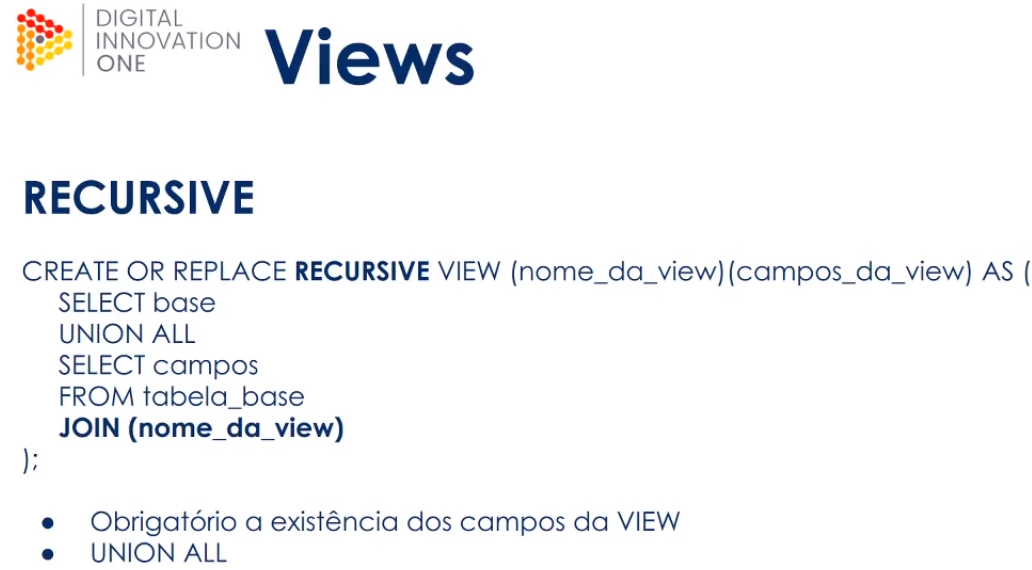 DIGITAL
INNOVATION
ONE
Views
RECURSIVE
CREATE OR REPLACE RECURSIVE VIEW (nome_da_view)(campos_da_view) AS (
SELECT base
UNION ALL
SELECT campos
FROM tabela_base
JOIN (nome_da_view)
);
● Obrigatório a existência dos campos da VIEW
● UNION ALL